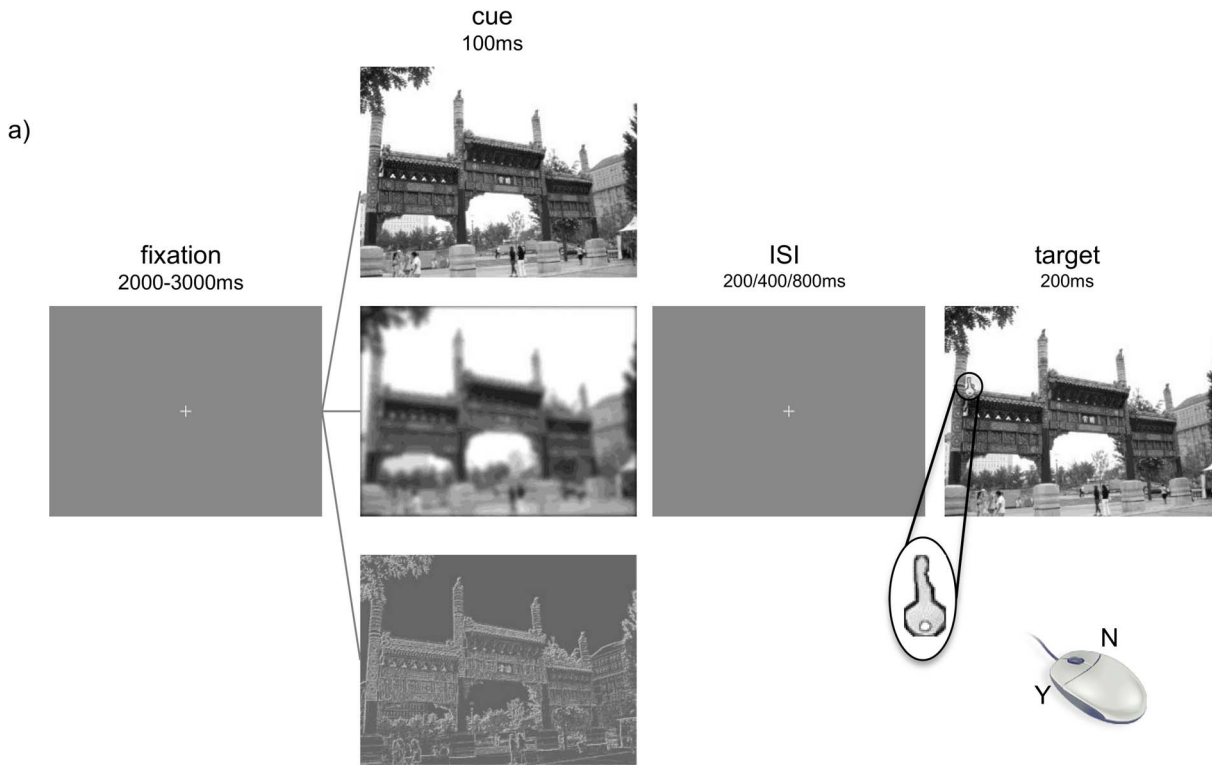 cue
100ms
a)
fixation
2000-3000ms
ISI
200/400/800ms
target
200ms
N
Y